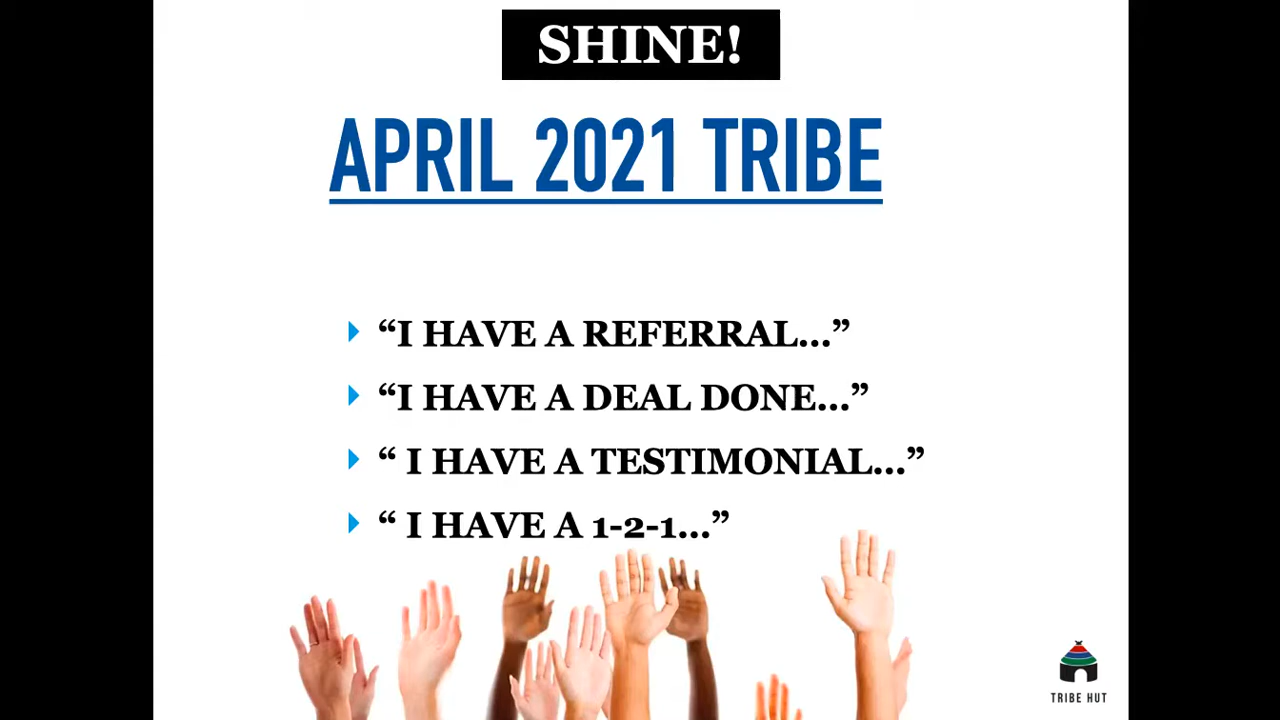 SHINE!
APRIL 2021 TRIBE
“I HAVE A REFERRAL...”
“I HAVE A DEAL DONE...”
“ I HAVE A TESTIMONIAL...”
“ I HAVE A 1-2-1...”
TRIBE HUT